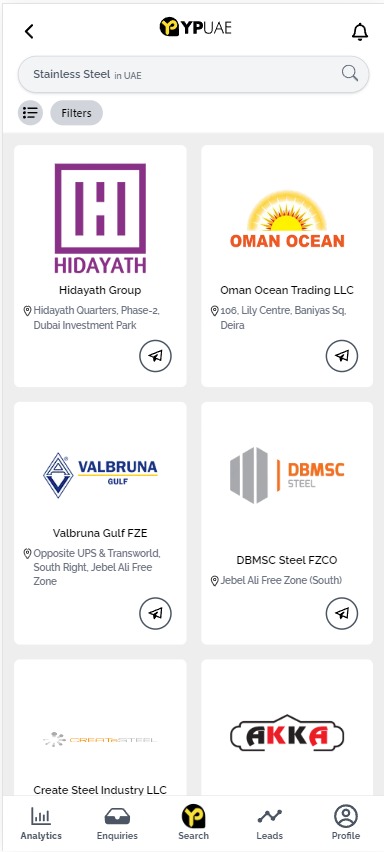 YPUAE
Stainless Steel in UAE
Filters
HIDAYATH
Hidayath Group
Hidayath Quarters, Phase-2,
Dubai Investment Park
OMAN OCEAN
Oman Ocean Trading LLC
106, Lily Centre, Baniyas Sq,
Deira
VALBRUNA
GULF
Valbruna Gulf FZE
Opposite UPS & Transworld,
South Right, Jebel Ali Free
Zone
DBMSC
STEEL
DBMSC Steel FZCO
Jebel Ali Free Zone (South)
CREATESTEEL
Create Steel Industry LLC
AKKA
Analytics
Enquiries
Search
Leads
Profile